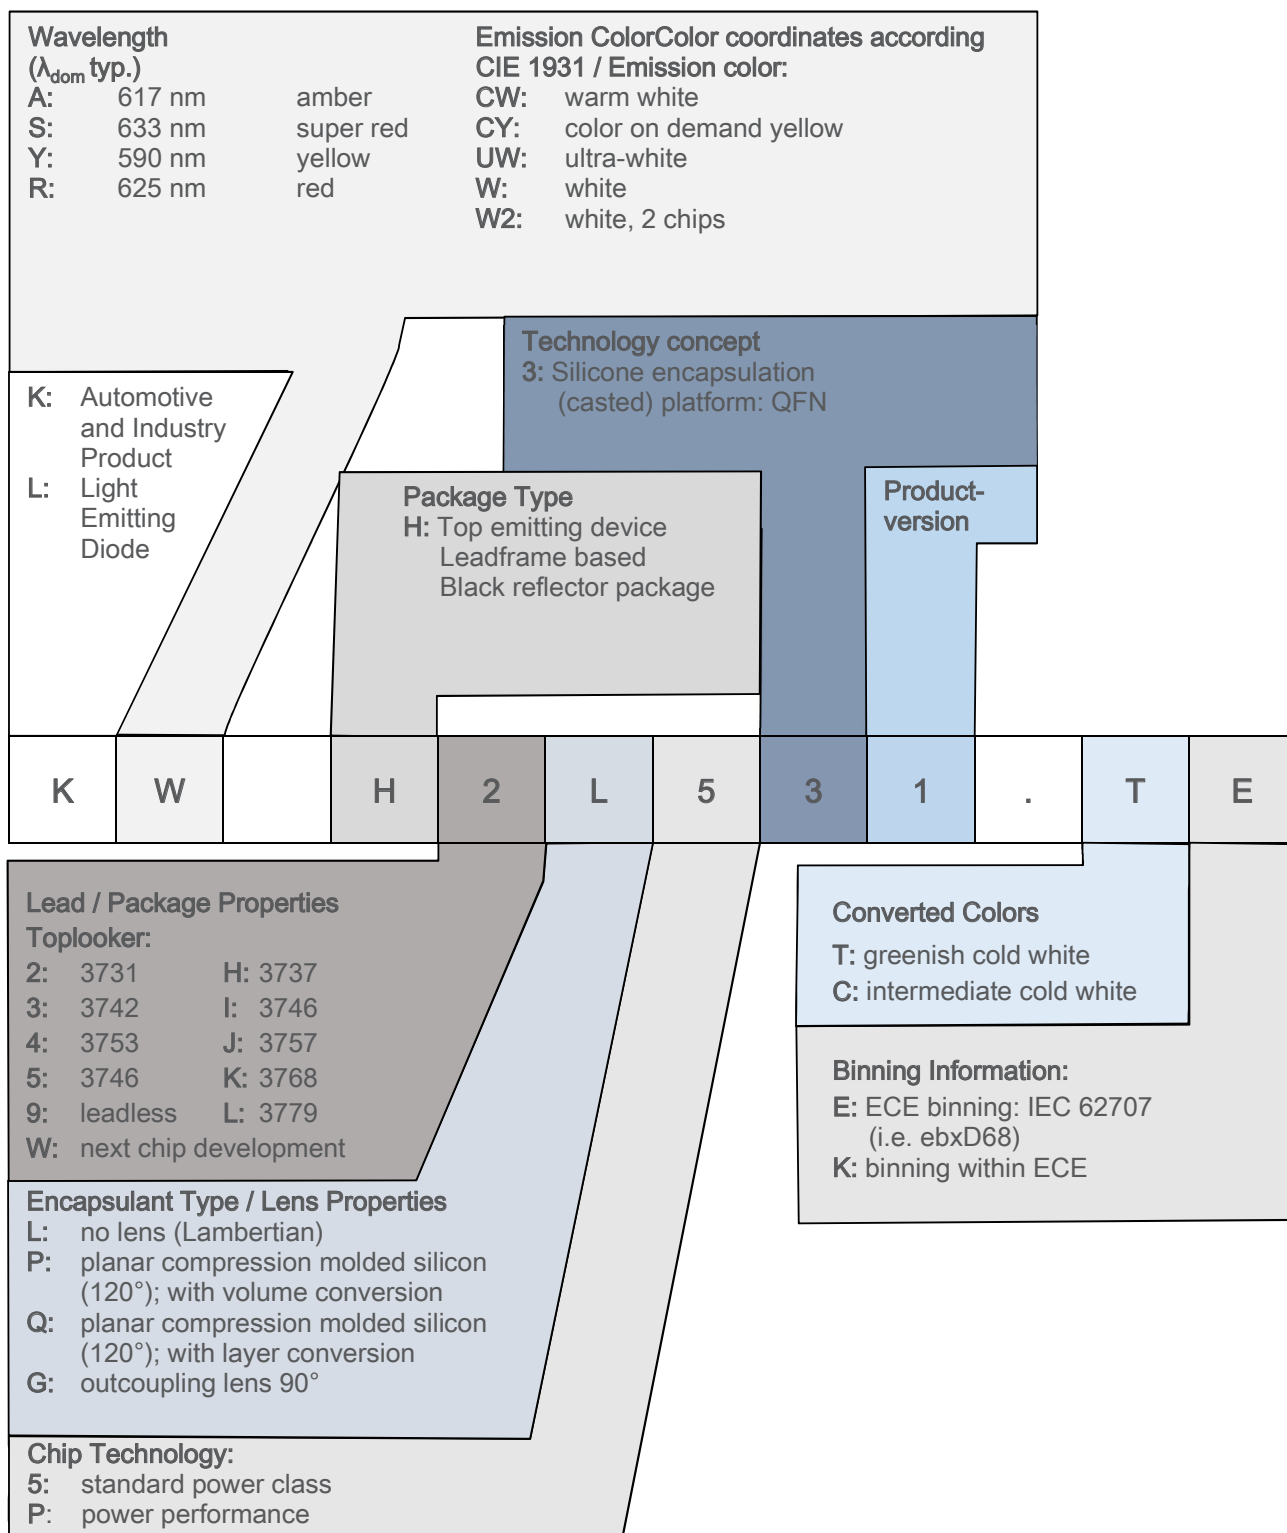 Wavelength
(λdom typ.)
A: 617 nm amber
S: 633 nm super red
Y: 590 nm yellow
R: 625 nm red
Emission ColorColor coordinates according
CIE 1931 / Emission color:
CW: warm white
CY: color on demand yellow
UW: ultra-white
W: white
W2: white, 2 chips
Technology concept
3: Silicone encapsulation
(casted) platform: QFN
K: Automotive
and Industry
Product
L: Light
Emitting
Diode
Package Type
H: Top emitting device
Leadframe based
Black reflector package
Product-
version
K W H 2 L 5 3 1 . T E
Lead / Package Properties
Toplooker:
2: 3731 H: 3737
3: 3742 I: 3746
4: 3753 J: 3757
5: 3746 K: 3768
9: leadless L: 3779
W: next chip development
Converted Colors
T: greenish cold white
C: intermediate cold white
Binning Information:
E: ECE binning: IEC 62707
(i.e. ebxD68)
K: binning within ECE
Encapsulant Type / Lens Properties
L: no lens (Lambertian)
P: planar compression molded silicon
(120°); with volume conversion
Q: planar compression molded silicon
(120°); with layer conversion
G: outcoupling lens 90°
Chip Technology:
5: standard power class
P: power performance